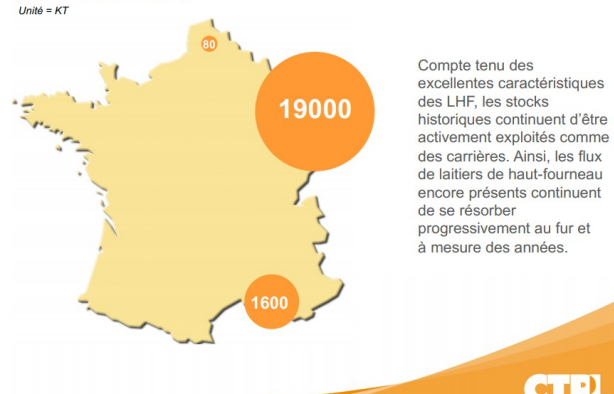 Unité = KT
80
19000
1600
Compte tenu des
excellentes caractéristiques
des LHF, les stocks
historiques continuent d'être
activement exploités comme
des carrières. Ainsi, les flux
de laitiers de haut-fourneau
encore présents continuent
de se résorber
progressivement au fur et
à mesure des années.